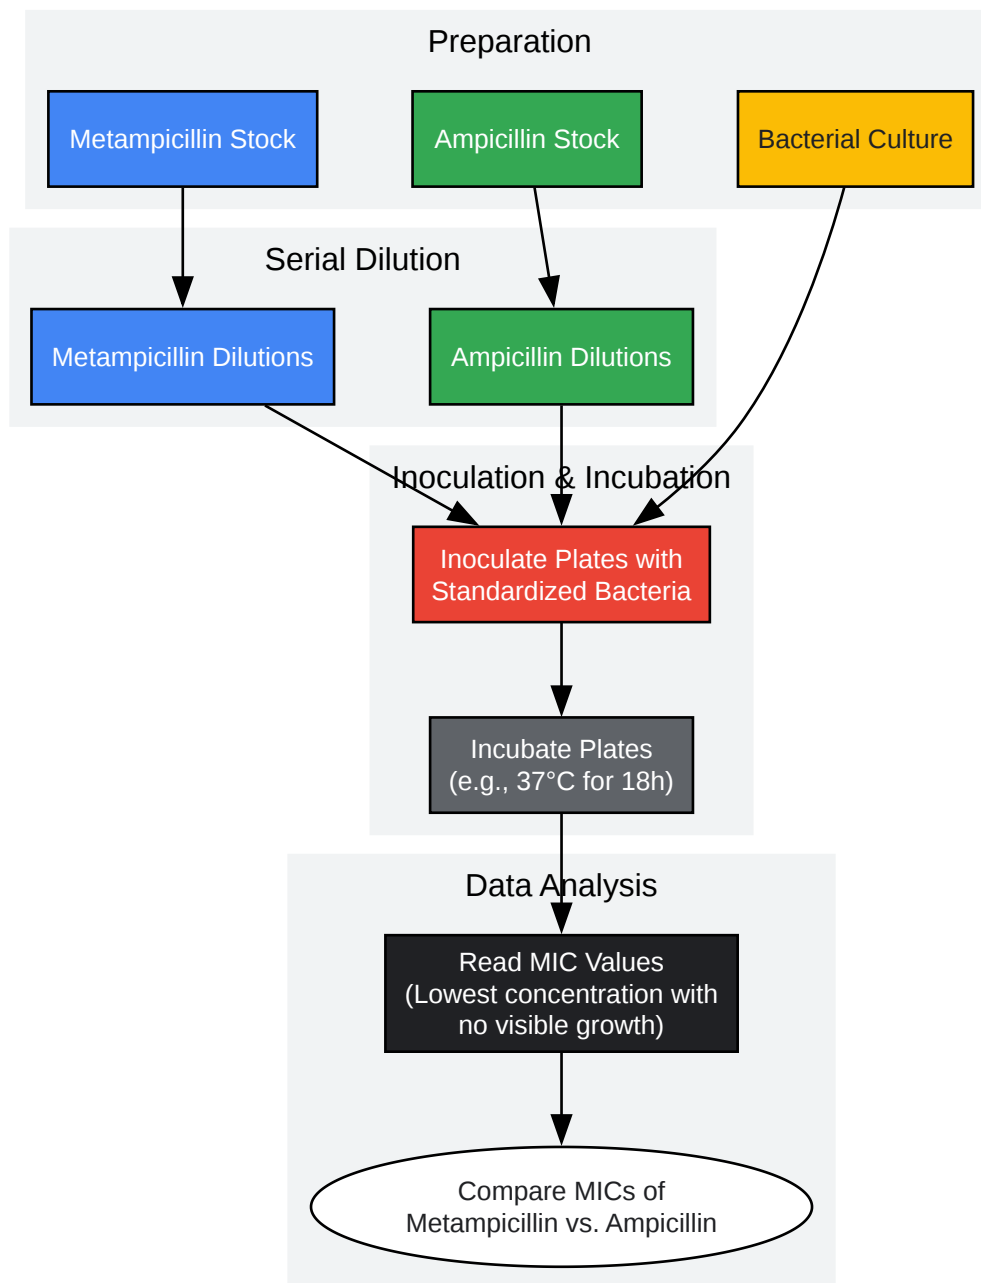 Preparation
Metampicillin Stock
Ampicillin Stock
Bacterial Culture
Serial Dilution
Metampicillin Dilutions
Ampicillin Dilutions
Inoculation & Incubation
Inoculate Plates with
Standardized Bacteria
Incubate Plates
(e.g., 37°C for 18h)
Data Analysis
Read MIC Values
(Lowest concentration with
no visible growth)
Compare MICs of
Metampicillin vs. Ampicillin